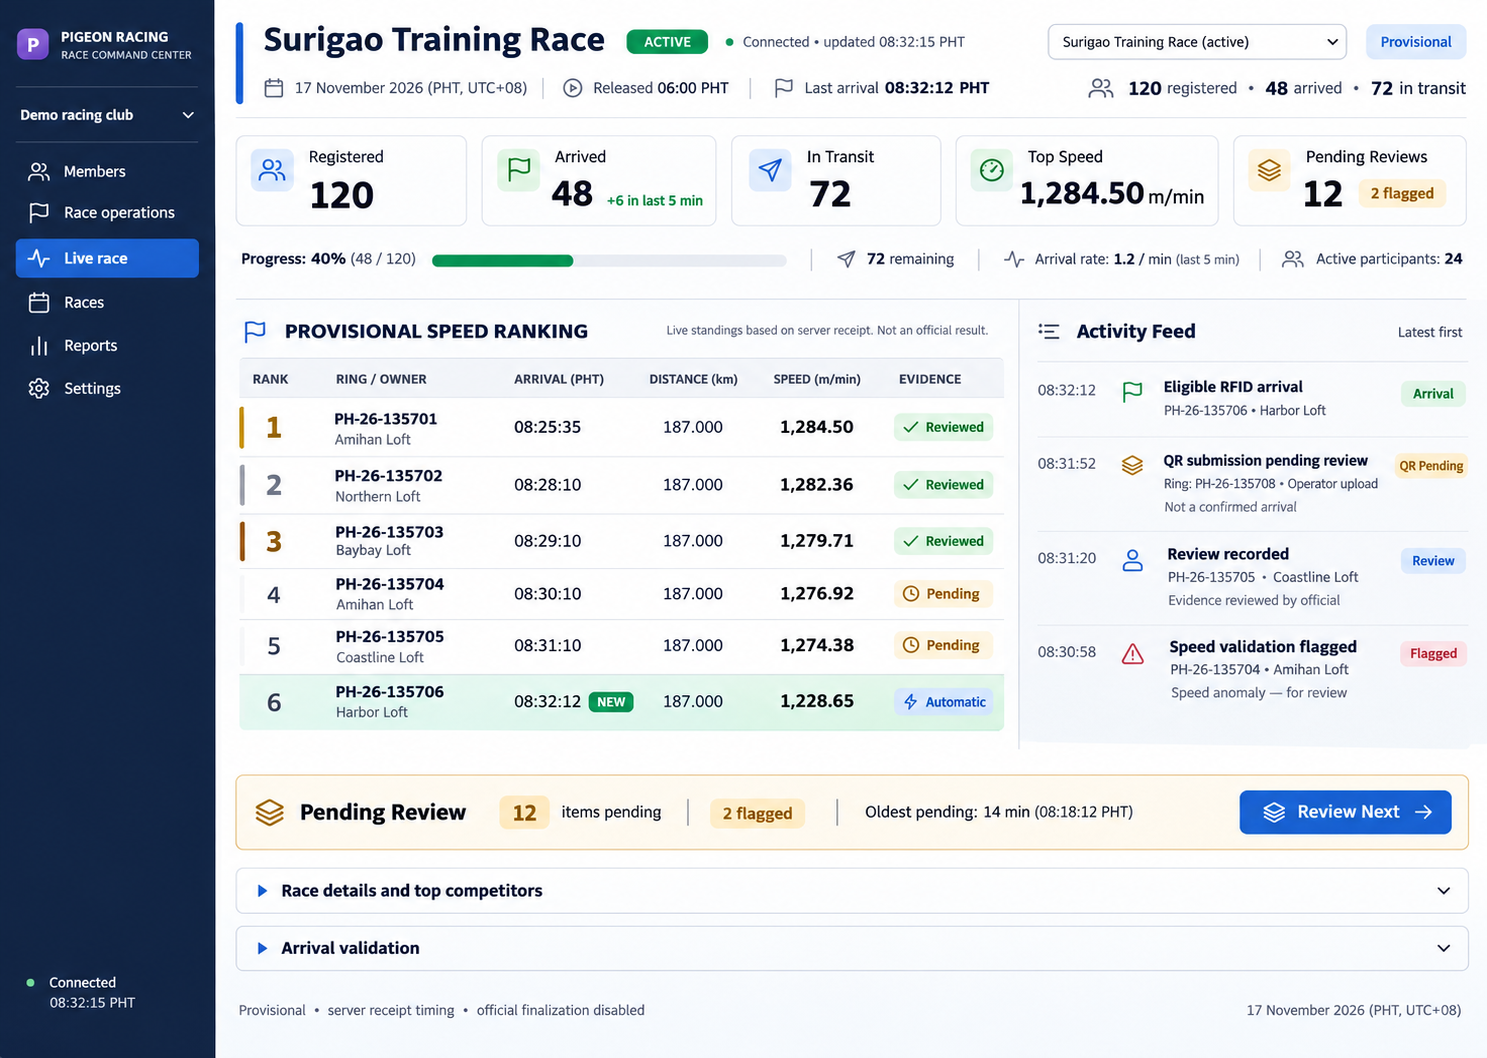 P
PIGEON RACING
RACE COMMAND CENTER
Demo racing club
Members
Race operations
Live race
Races
Reports
Settings
Connected
08:32:15 PHT
Surigao Training Race
ACTIVE
Connected • updated 08:32:15 PHT
Surigao Training Race (active)
Provisional
17 November 2026 (PHT, UTC+08)
Released 06:00 PHT
Last arrival 08:32:12 PHT
120 registered • 48 arrived • 72 in transit
Registered
120
Arrived
48 +6 in last 5 min
In Transit
72
Top Speed
1,284.50 m/min
Pending Reviews
12 2 flagged
Progress: 40% (48 / 120)
72 remaining
Arrival rate: 1.2 / min (last 5 min)
Active participants: 24
PROVISIONAL SPEED RANKING
Live standings based on server receipt. Not an official result.
RANK RING / OWNER ARRIVAL (PHT) DISTANCE (km) SPEED (m/min) EVIDENCE
1 PH-26-135701 08:25:35 187.000 1,284.50 Reviewed
Amihan Loft
2 PH-26-135702 08:28:10 187.000 1,282.36 Reviewed
Northern Loft
3 PH-26-135703 08:29:10 187.000 1,279.71 Reviewed
Baybay Loft
4 PH-26-135704 08:30:10 187.000 1,276.92 Pending
Amihan Loft
5 PH-26-135705 08:31:10 187.000 1,274.38 Pending
Coastline Loft
6 PH-26-135706 08:32:12 NEW 187.000 1,228.65 Automatic
Harbor Loft
Activity Feed
Latest first
08:32:12 Eligible RFID arrival Arrival
PH-26-135706 • Harbor Loft
08:31:52 QR submission pending review QR Pending
Ring: PH-26-135708 • Operator upload
Not a confirmed arrival
08:31:20 Review recorded Review
PH-26-135705 • Coastline Loft
Evidence reviewed by official
08:30:58 Speed validation flagged Flagged
PH-26-135704 • Amihan Loft
Speed anomaly — for review
Pending Review
12 items pending
2 flagged
Oldest pending: 14 min (08:18:12 PHT)
Review Next
Race details and top competitors
Arrival validation
Provisional • server receipt timing • official finalization disabled
17 November 2026 (PHT, UTC+08)